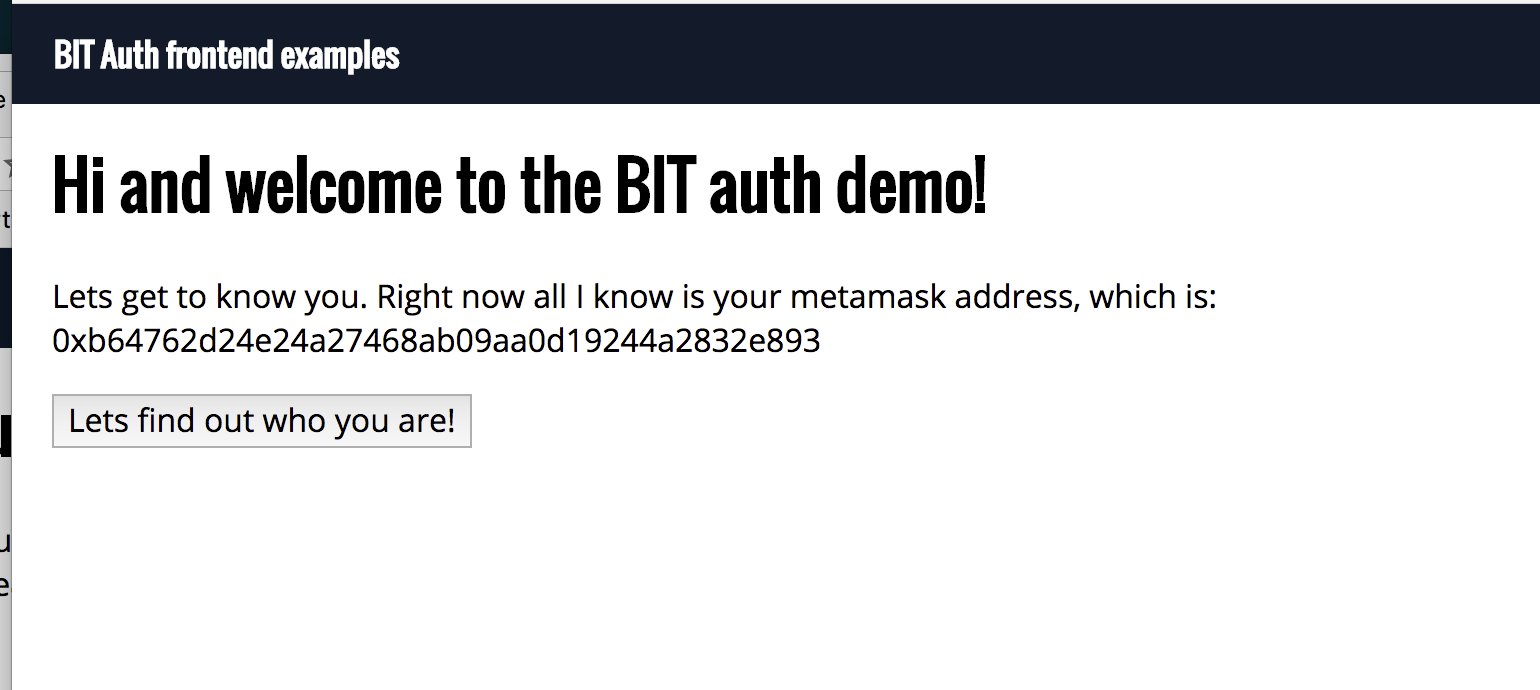 BIT Auth frontend examples
Hi and welcome to the BIT auth demo!
Lets get to know you. Right now all I know is your metamask address, which is:
0xb64762d24e24a27468ab09aa0d19244a2832e893
Lets find out who you are!